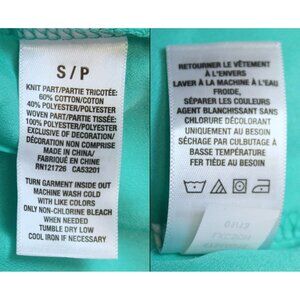 S / P
KNIT PART/PARTIE TRICOTÉE:
60% COTTON/COTON
40% POLYESTER/POLYESTER
WOVEN PART/PARTIE TISSÉE:
100% POLYESTER/POLYESTER
EXCLUSIVE OF DECORATION/
DÉCORATION NON COMPRISE
MADE IN CHINA/
FABRIQUÉ EN CHINE
RN121726 CA53201
TURN GARMENT INSIDE OUT
MACHINE WASH COLD
WITH LIKE COLORS
ONLY NON-CHLORINE BLEACH
WHEN NEEDED
TUMBLE DRY LOW
COOL IRON IF NECESSARY
RETOURNER LE VÊTEMENT
À L'ENVERS
LAVER À LA MACHINE À L'EAU
FROIDE,
SÉPARER LES COULEURS
AGENT BLANCHISSANT SANS
CHLORURE DÉCOLORANT
UNIQUEMENT AU BESOIN
SÉCHAGE PAR CULBUTAGE À
BASSE TEMPÉRATURE
FER TIÈDE AU BESOIN